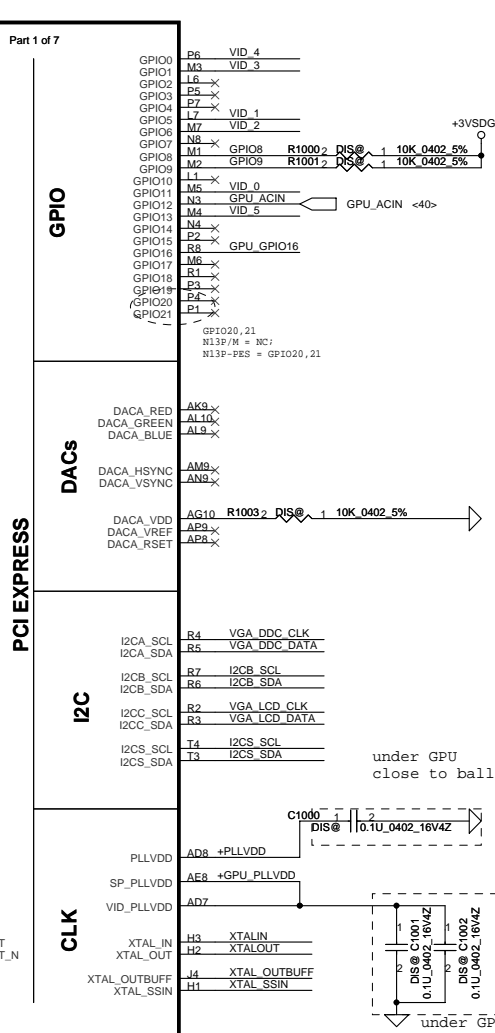 Part 1 of 7
PCI EXPRESS
GPIO
GPIO0 P6 VID_4
GPIO1 M3 VID_3
GPIO2 L6
GPIO3 P5
GPIO4 P7
GPIO5 L7 VID_1
GPIO6 M7 VID_2
GPIO7 N8
GPIO8 M1 GPIO8 R1000 2 DIS@ 1 10K_0402_5%
+3VSDG
GPIO9 M2 GPIO9 R1001 2 DIS@ 1 10K_0402_5%
GPIO10 L1
GPIO11 M5 VID_0
GPIO12 N3 GPU_ACIN GPU_ACIN <40>
GPIO13 M4 VID_5
GPIO14 N4
GPIO15 P2
GPIO16 R8 GPU_GPIO16
GPIO17 M6
GPIO18 R1
GPIO19 P3
GPIO20 P4
GPIO21 P1
GPIO20,21
N13P/M = NC;
N13P-PES = GPIO20,21
DACs
DACA_RED AK9
DACA_GREEN AL10
DACA_BLUE AL9
DACA_HSYNC AM9
DACA_VSYNC AN9
DACA_VDD AG10 R1003 2 DIS@ 1 10K_0402_5%
DACA_VREF AP9
DACA_RSET AP8
I2C
I2CA_SCL R4 VGA_DDC_CLK
I2CA_SDA R5 VGA_DDC_DATA
I2CB_SCL R7 I2CB_SCL
I2CB_SDA R6 I2CB_SDA
I2CC_SCL R2 VGA_LCD_CLK
I2CC_SDA R3 VGA_LCD_DATA
I2CS_SCL T4 I2CS_SCL
I2CS_SDA T3 I2CS_SDA
under GPU
close to ball
C1000 1 2
DIS@ 0.1U_0402_16V4Z
CLK
PLLVDD AD8 +PLLVDD
SP_PLLVDD AE8 +GPU_PLLVDD
VID_PLLVDD AD7
XTAL_IN H3 XTALIN
XTAL_OUT H2 XTALOUT
XTAL_OUTBUFF J4 XTAL_OUTBUFF
XTAL_SSIN H1 XTAL_SSIN
T
T_N
1 2 DIS@ C1001
0.1U_0402_16V4Z
1 2 DIS@ C1002
0.1U_0402_16V4Z
under GP